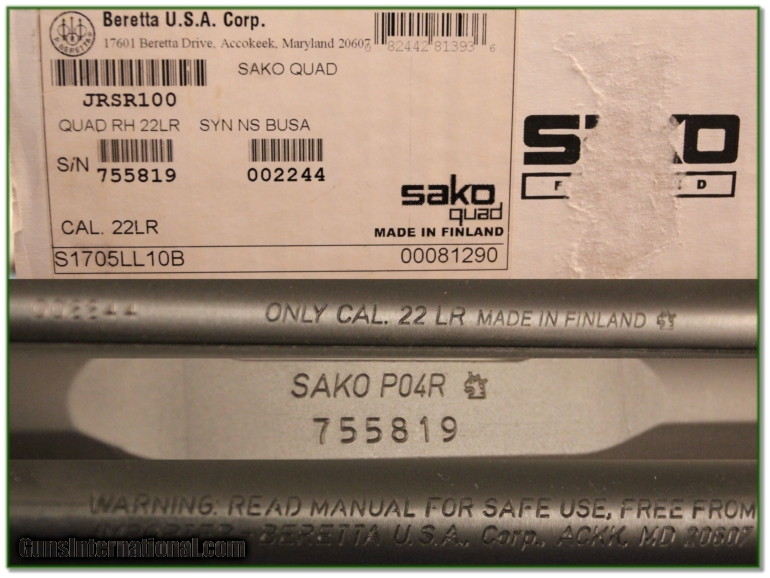 Beretta U.S.A. Corp.
17601 Beretta Drive, Accokeek, Maryland 20607
82442 81393 6
SAKO QUAD
JRSR100
QUAD RH 22LR SYN NS BUSA
S/N 755819 002244
sako
quad
MADE IN FINLAND
CAL. 22LR
S1705LL10B 00081290
002244 ONLY CAL. 22 LR MADE IN FINLAND
SAKO P04R
755819
WARNING: READ MANUAL FOR SAFE USE, FREE FROM
BERETTA U.S.A., Corp., ACKK, MD 20607
GunsInternational.com